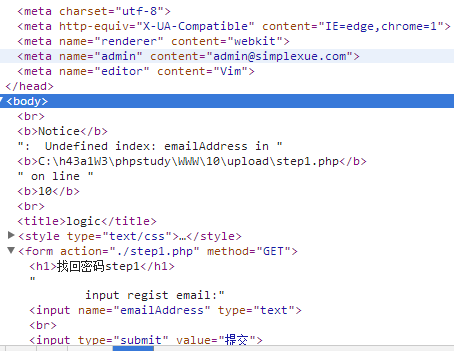 <meta charset="utf-8">
<meta http-equiv="X-UA-Compatible" content="IE=edge,chrome=1">
<meta name="renderer" content="webkit">
<meta name="admin" content="admin@simplexue.com">
<meta name="editor" content="Vim">
</head>
<body>
<br>
<b>Notice</b>
":  Undefined index: emailAddress in "
<b>C:\h43a1W3\phpstudy\WWW\10\upload\step1.php</b>
" on line "
<b>10</b>
<br>
<title>logic</title>
<style type="text/css">…</style>
<form action="./step1.php" method="GET">
<h1>找回密码step1</h1>
"
input regist email:"
<input name="emailAddress" type="text">
<br>
<input type="submit" value="提交">